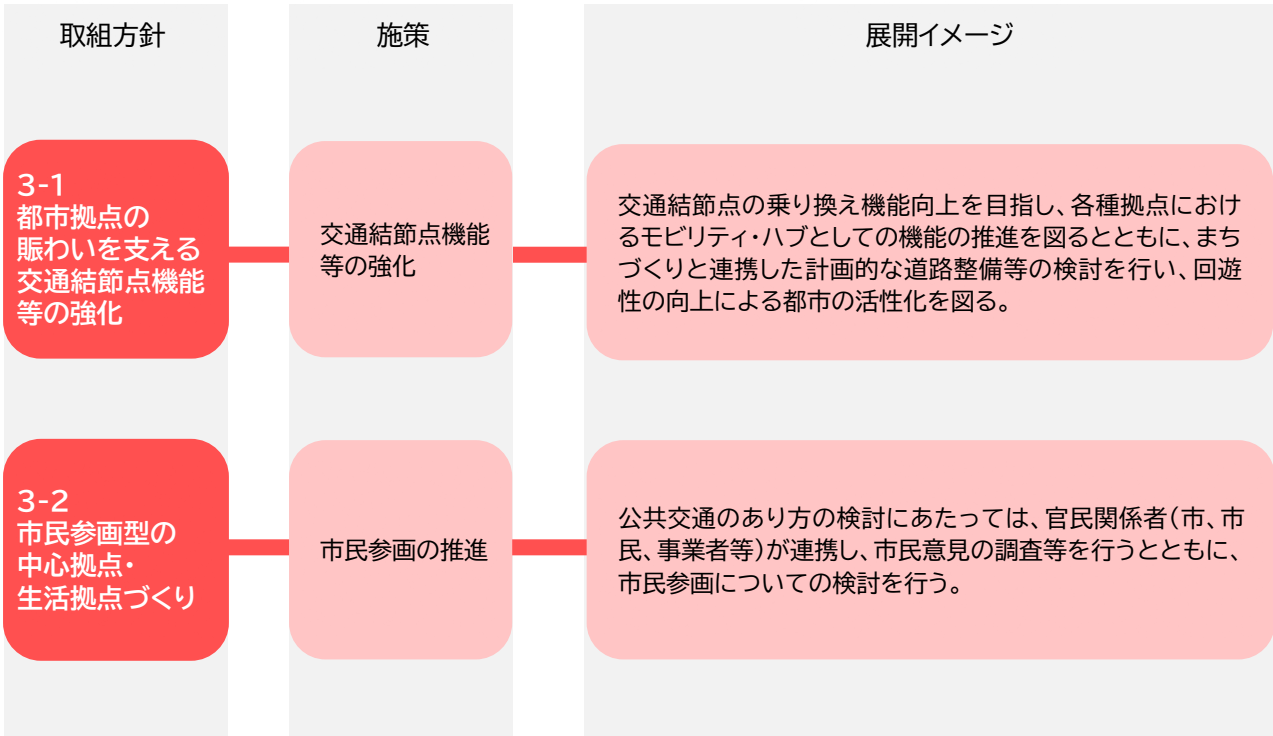 取組方針
施策
展開イメージ
3-1
都市拠点の
賑わいを支える
交通結節点機能
等の強化
交通結節点機能
等の強化
交通結節点の乗り換え機能向上を目指し、各種拠点におけ
るモビリティ・ハブとしての機能の推進を図るとともに、まち
づくりと連携した計画的な道路整備等の検討を行い、回遊
性の向上による都市の活性化を図る。
3-2
市民参画型の
中心拠点・
生活拠点づくり
市民参画の推進
公共交通のあり方の検討にあたっては、官民関係者(市、市
民、事業者等)が連携し、市民意見の調査等を行うとともに、
市民参画についての検討を行う。